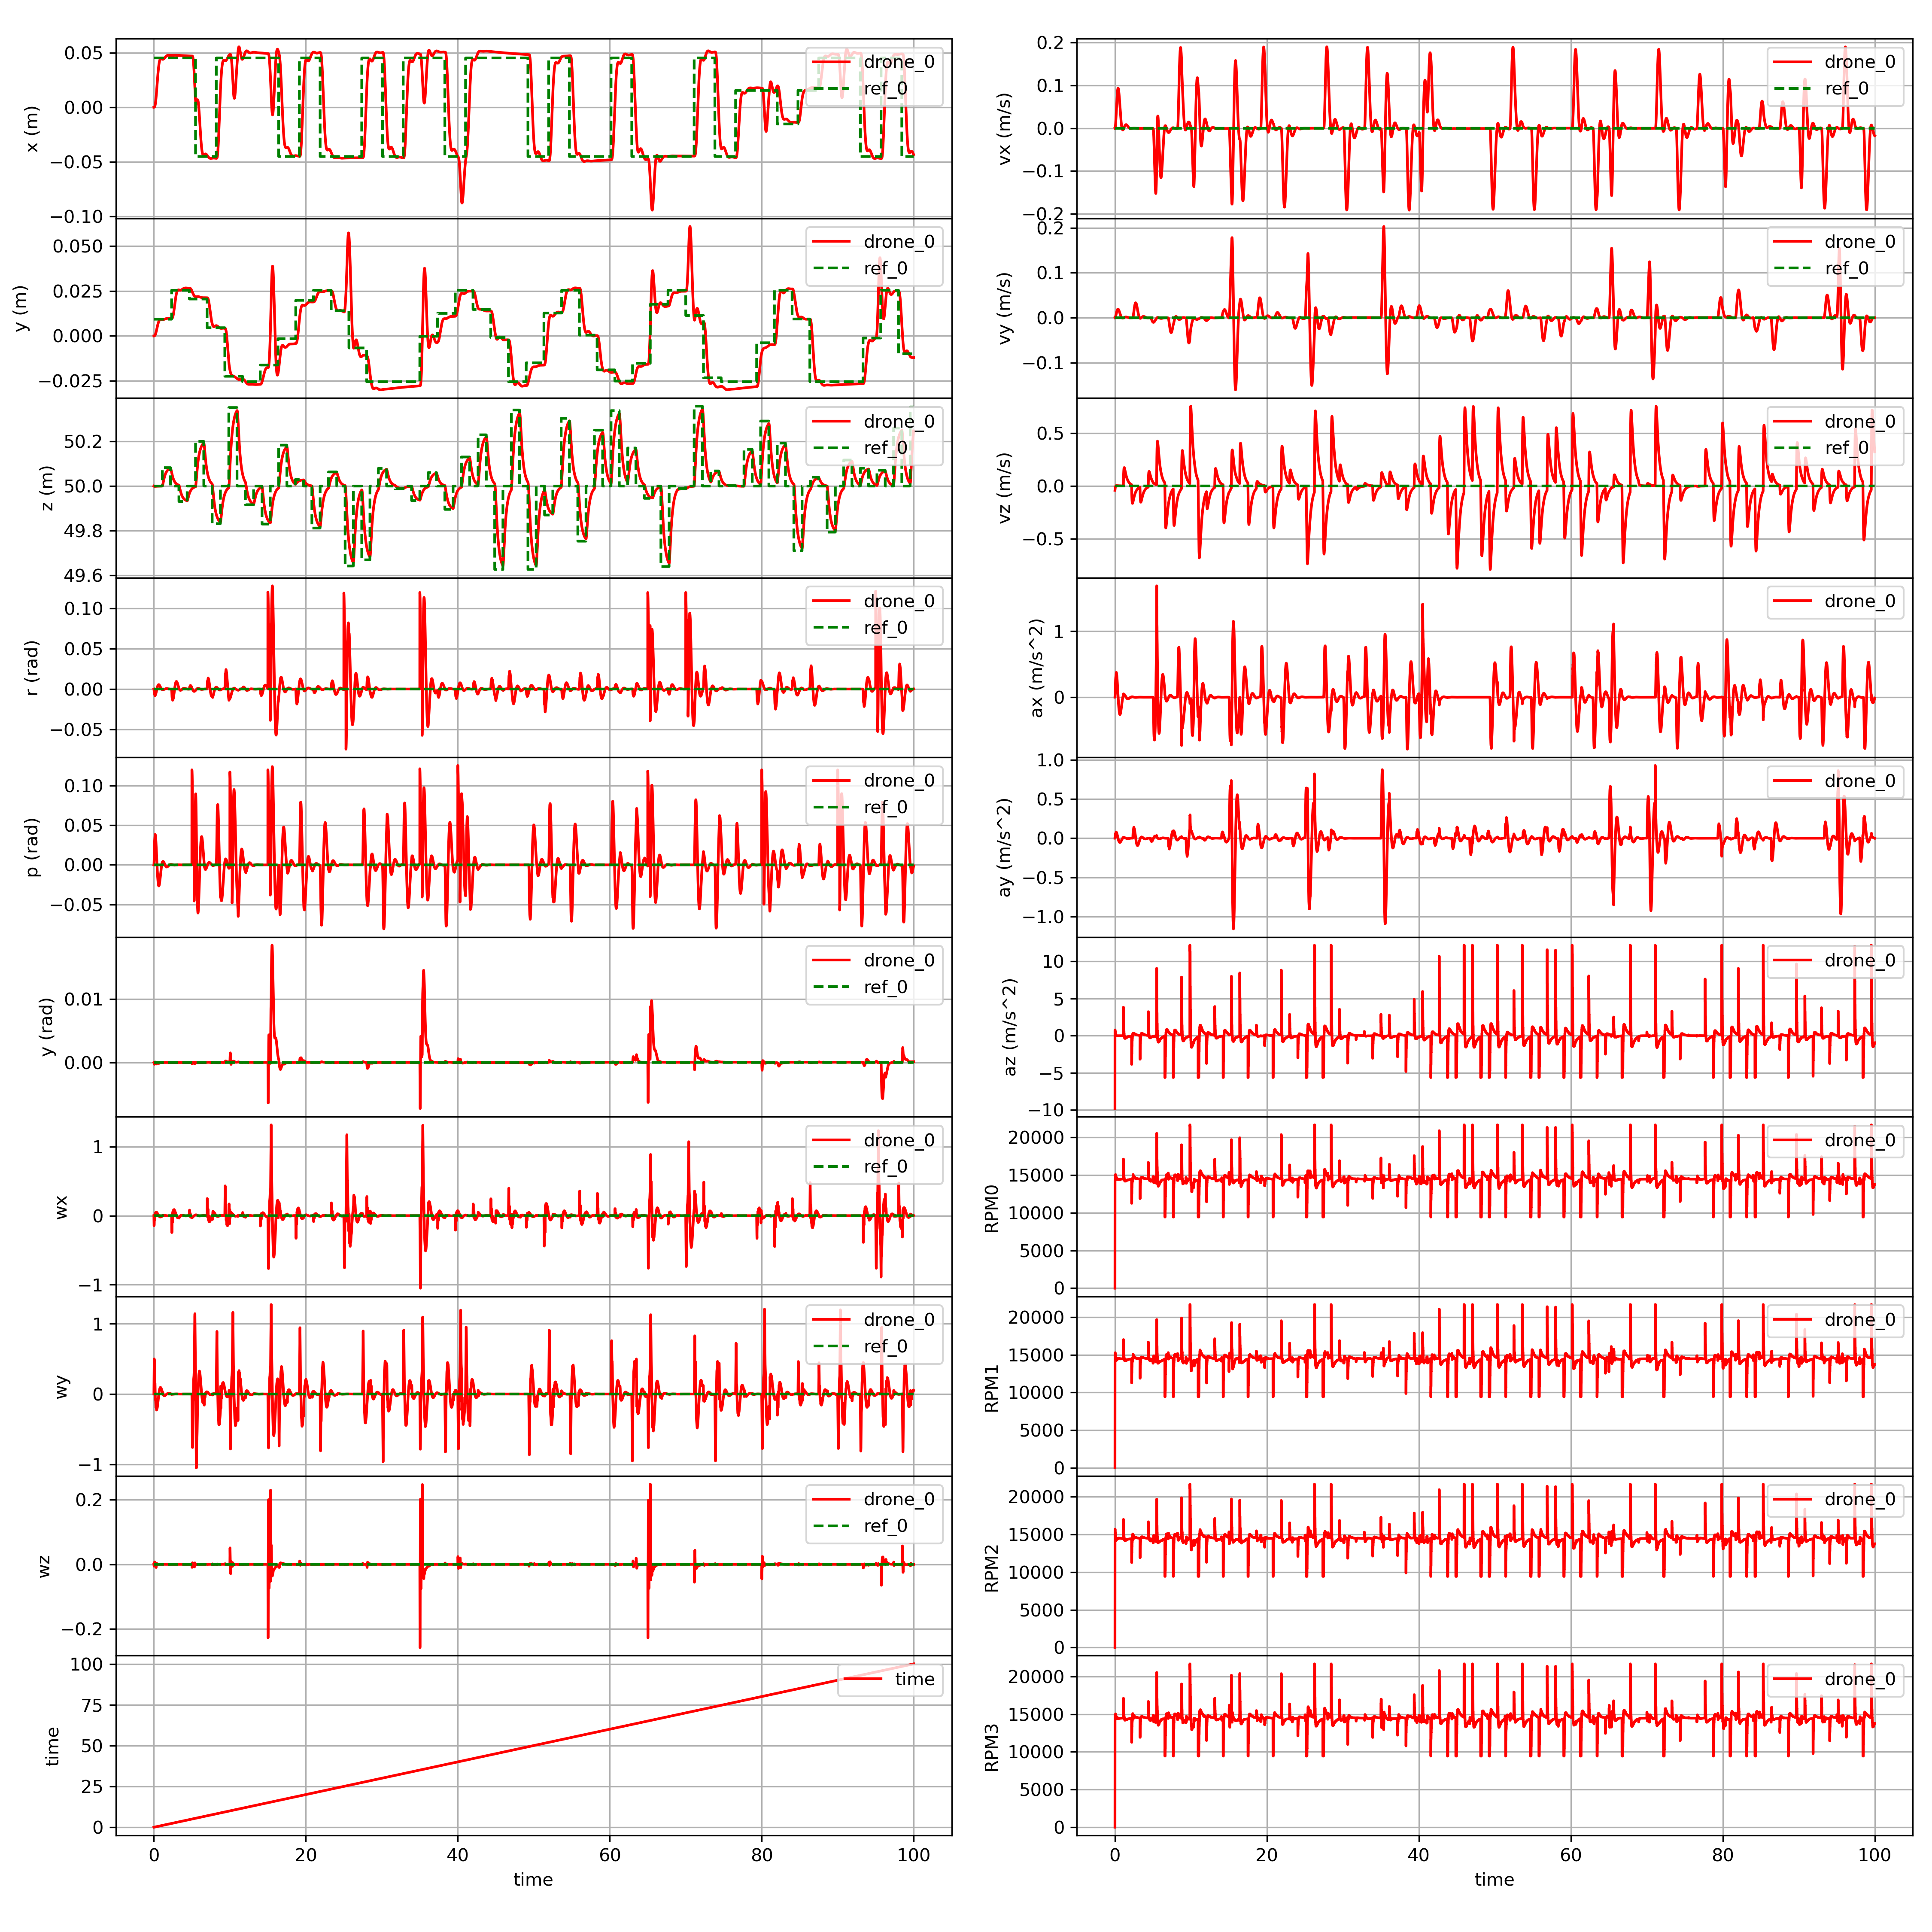 x (m)
0.05
0.00
−0.05
−0.10
drone_0
ref_0
y (m)
0.050
0.025
0.000
−0.025
drone_0
ref_0
z (m)
50.2
50.0
49.8
49.6
drone_0
ref_0
r (rad)
0.10
0.05
0.00
−0.05
drone_0
ref_0
p (rad)
0.10
0.05
0.00
−0.05
drone_0
ref_0
y (rad)
0.01
0.00
drone_0
ref_0
wx
1
0
−1
drone_0
ref_0
wy
1
0
−1
drone_0
ref_0
wz
0.2
0.0
−0.2
drone_0
ref_0
time
100
75
50
25
0
time
0 20 40 60 80 100
time
vx (m/s)
0.2
0.1
0.0
−0.1
−0.2
drone_0
ref_0
vy (m/s)
0.2
0.1
0.0
−0.1
drone_0
ref_0
vz (m/s)
0.5
0.0
−0.5
drone_0
ref_0
ax (m/s^2)
1
0
drone_0
ay (m/s^2)
1.0
0.5
0.0
−0.5
−1.0
drone_0
az (m/s^2)
10
5
0
−5
−10
drone_0
RPM0
20000
15000
10000
5000
0
drone_0
RPM1
20000
15000
10000
5000
0
drone_0
RPM2
20000
15000
10000
5000
0
drone_0
RPM3
20000
15000
10000
5000
0
drone_0
0 20 40 60 80 100
time